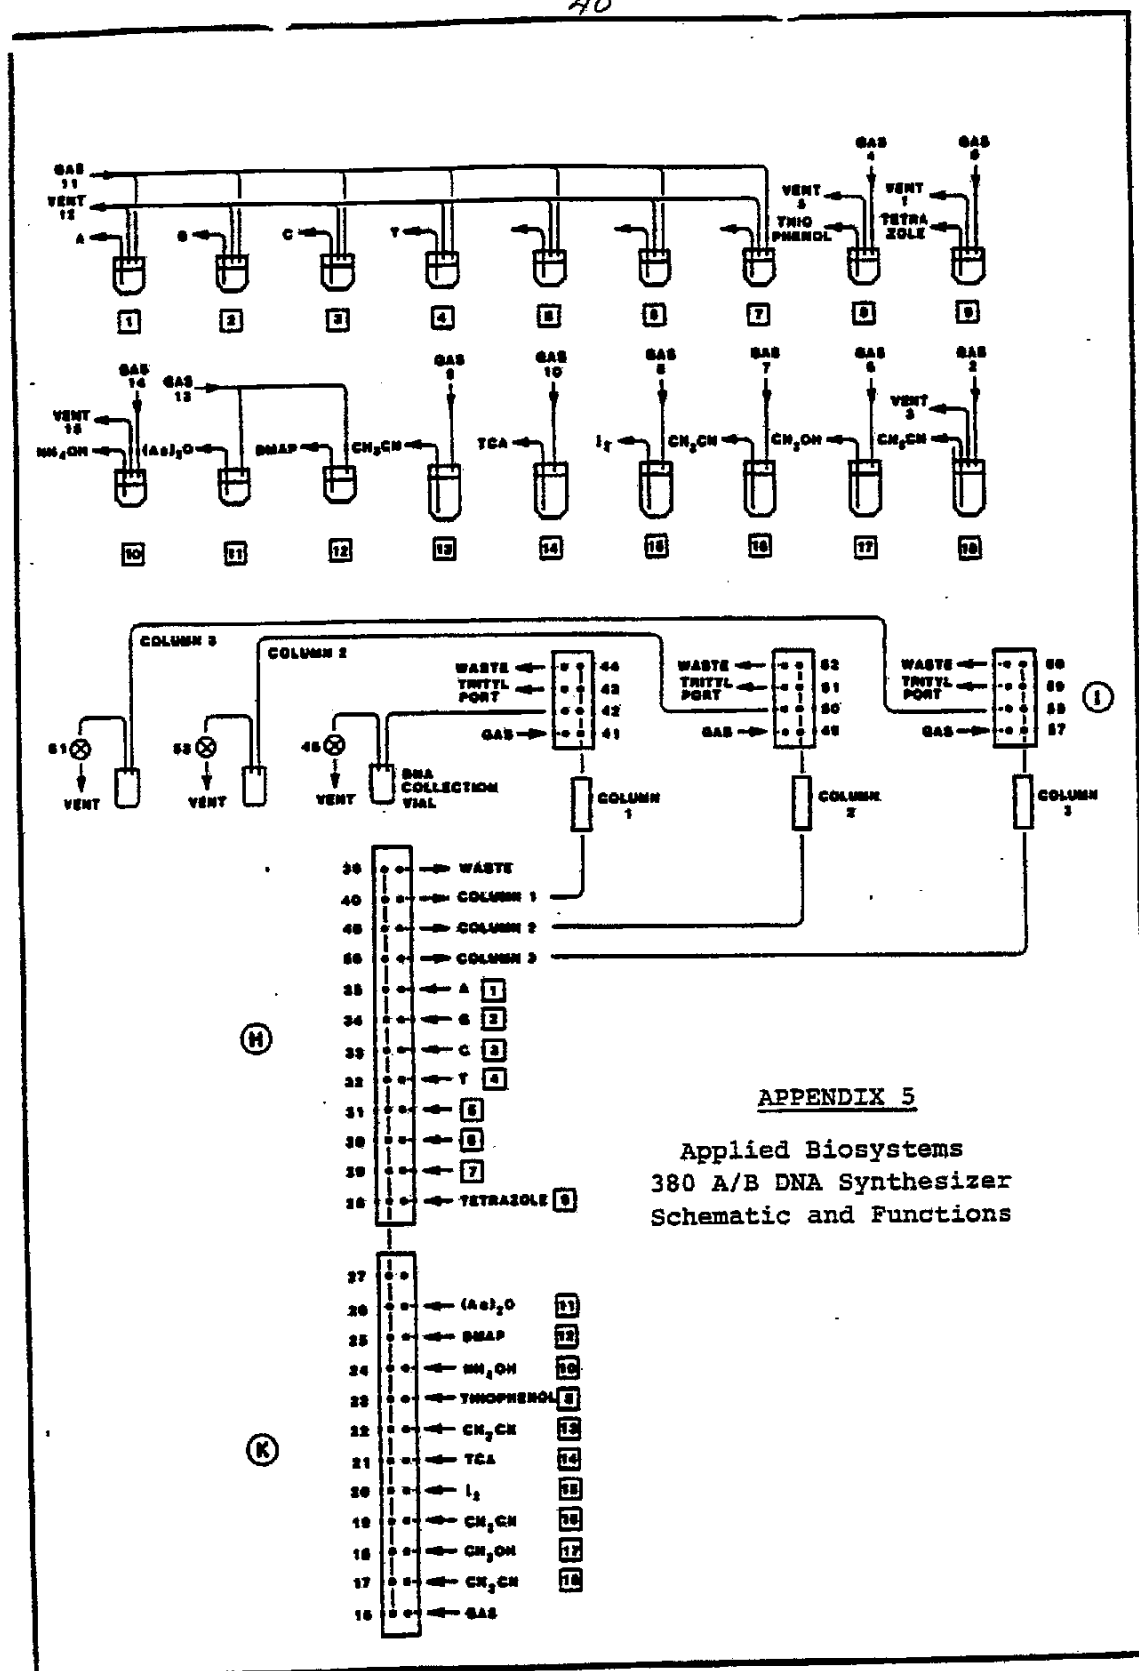 40
GAS 4
GAS 6
GAS 11
VENT 12
VENT 5
VENT 1
THIO PHENOL
TETRA ZOLE
A
G
C
T
1
2
3
4
5
6
7
8
9
GAS 14
GAS 13
GAS 9
GAS 10
GAS 8
GAS 7
GAS 6
GAS 2
VENT 15
VENT 3
NH₄OH
(Ac)₂O
DMAP
CH₃CN
TCA
I₂
CH₃CN
CH₃OH
CH₃CN
10
11
12
13
14
15
16
17
18
COLUMN 3
COLUMN 2
WASTE 44
TRITYL PORT 43
42
GAS 41
WASTE 52
TRITYL PORT 51
50
GAS 49
WASTE 60
TRITYL PORT 59
58
GAS 57
I
61
VENT
53
VENT
45
VENT
DNA COLLECTION VIAL
COLUMN 1
COLUMN 2
COLUMN 3
36 WASTE
40 COLUMN 1
48 COLUMN 2
56 COLUMN 3
35 A 1
34 G 2
33 C 3
32 T 4
31 5
30 6
29 7
28 TETRAZOLE 9
H
APPENDIX 5
Applied Biosystems
380 A/B DNA Synthesizer
Schematic and Functions
27
26 (Ac)₂O 11
25 DMAP 12
24 NH₄OH 10
23 THIOPHENOL 8
22 CH₃CN 13
21 TCA 14
20 I₂ 15
19 CH₃CN 16
18 CH₃OH 17
17 CH₃CN 18
16 GAS
K